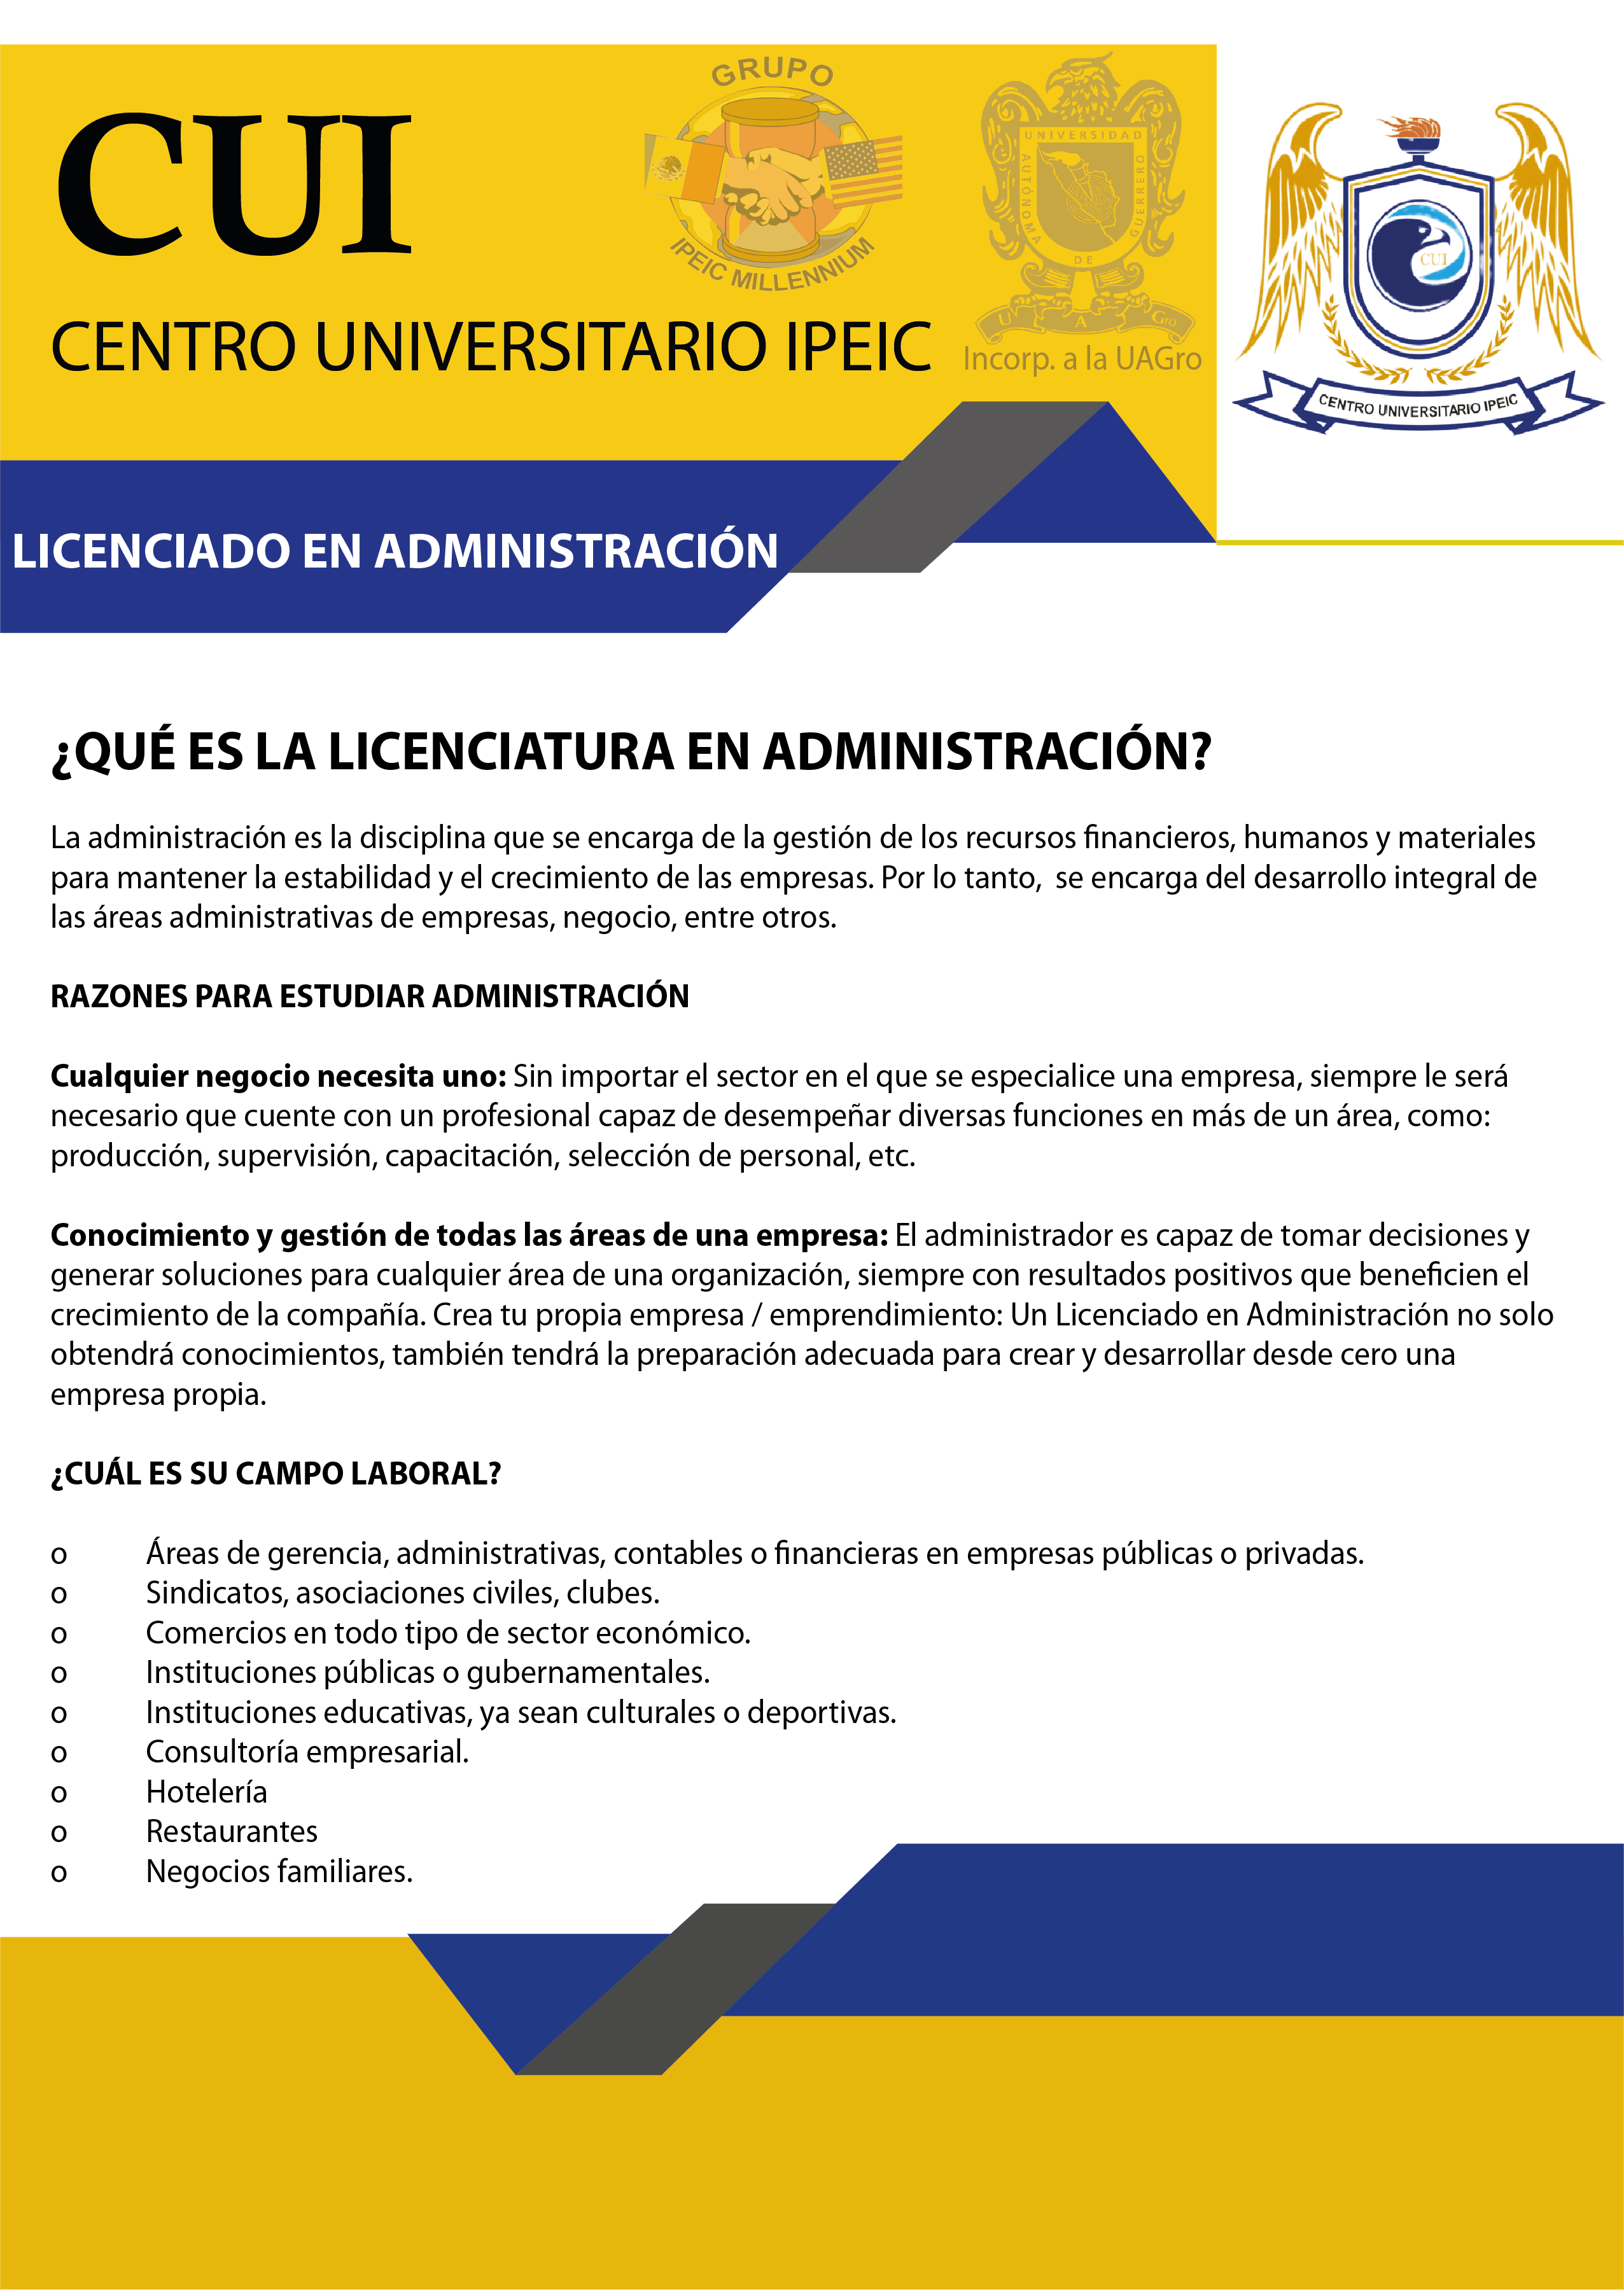 CUI
CENTRO UNIVERSITARIO IPEIC
GRUPO
IPEIC MILLENNIUM
UNIVERSIDAD
AUTÓNOMA
DE
GUERRERO
U A Gro
Incorp. a la UAGro
CUI
CENTRO UNIVERSITARIO IPEIC
LICENCIADO EN ADMINISTRACIÓN
¿QUÉ ES LA LICENCIATURA EN ADMINISTRACIÓN?
La administración es la disciplina que se encarga de la gestión de los recursos financieros, humanos y materiales
para mantener la estabilidad y el crecimiento de las empresas. Por lo tanto,  se encarga del desarrollo integral de
las áreas administrativas de empresas, negocio, entre otros.
RAZONES PARA ESTUDIAR ADMINISTRACIÓN
Cualquier negocio necesita uno: Sin importar el sector en el que se especialice una empresa, siempre le será
necesario que cuente con un profesional capaz de desempeñar diversas funciones en más de un área, como:
producción, supervisión, capacitación, selección de personal, etc.
Conocimiento y gestión de todas las áreas de una empresa: El administrador es capaz de tomar decisiones y
generar soluciones para cualquier área de una organización, siempre con resultados positivos que beneficien el
crecimiento de la compañía. Crea tu propia empresa / emprendimiento: Un Licenciado en Administración no solo
obtendrá conocimientos, también tendrá la preparación adecuada para crear y desarrollar desde cero una
empresa propia.
¿CUÁL ES SU CAMPO LABORAL?
o Áreas de gerencia, administrativas, contables o financieras en empresas públicas o privadas.
o Sindicatos, asociaciones civiles, clubes.
o Comercios en todo tipo de sector económico.
o Instituciones públicas o gubernamentales.
o Instituciones educativas, ya sean culturales o deportivas.
o Consultoría empresarial.
o Hotelería
o Restaurantes
o Negocios familiares.